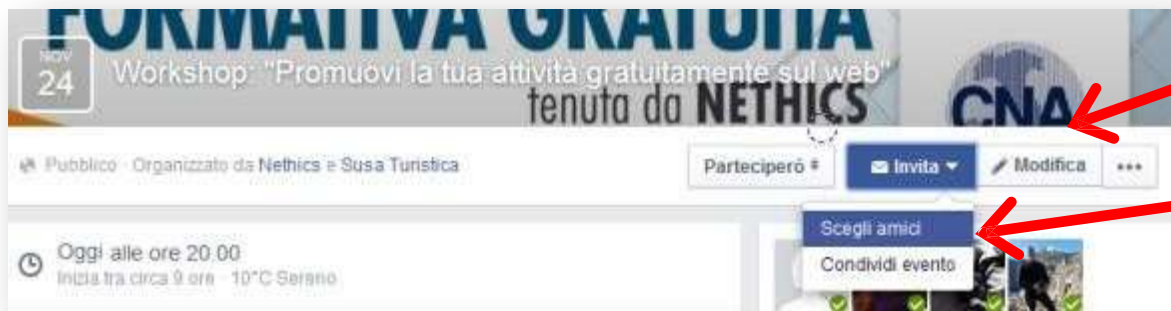 FORMATIVA GRATUITA
NOV
24
Workshop: "Promuovi la tua attività gratuitamente sul web"
tenuta da NETHICS
CNA
Pubblico · Organizzato da Nethics e Susa Turistica
Parteciperò
Invita
Modifica
Scegli amici
Condividi evento
Oggi alle ore 20.00
Inizia tra circa 9 ore · 10°C Sereno